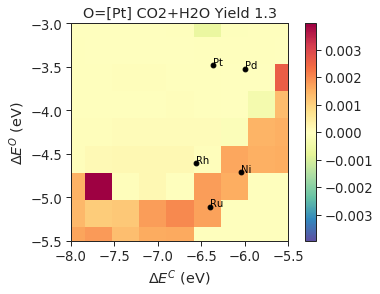 O=[Pt] CO2+H2O Yield 1.3
−3.0
−3.5
−4.0
−4.5
−5.0
−5.5
ΔE^O (eV)
Pt
Pd
Rh
Ni
Ru
−8.0 −7.5 −7.0 −6.5 −6.0 −5.5
ΔE^C (eV)
0.003
0.002
0.001
0.000
−0.001
−0.002
−0.003